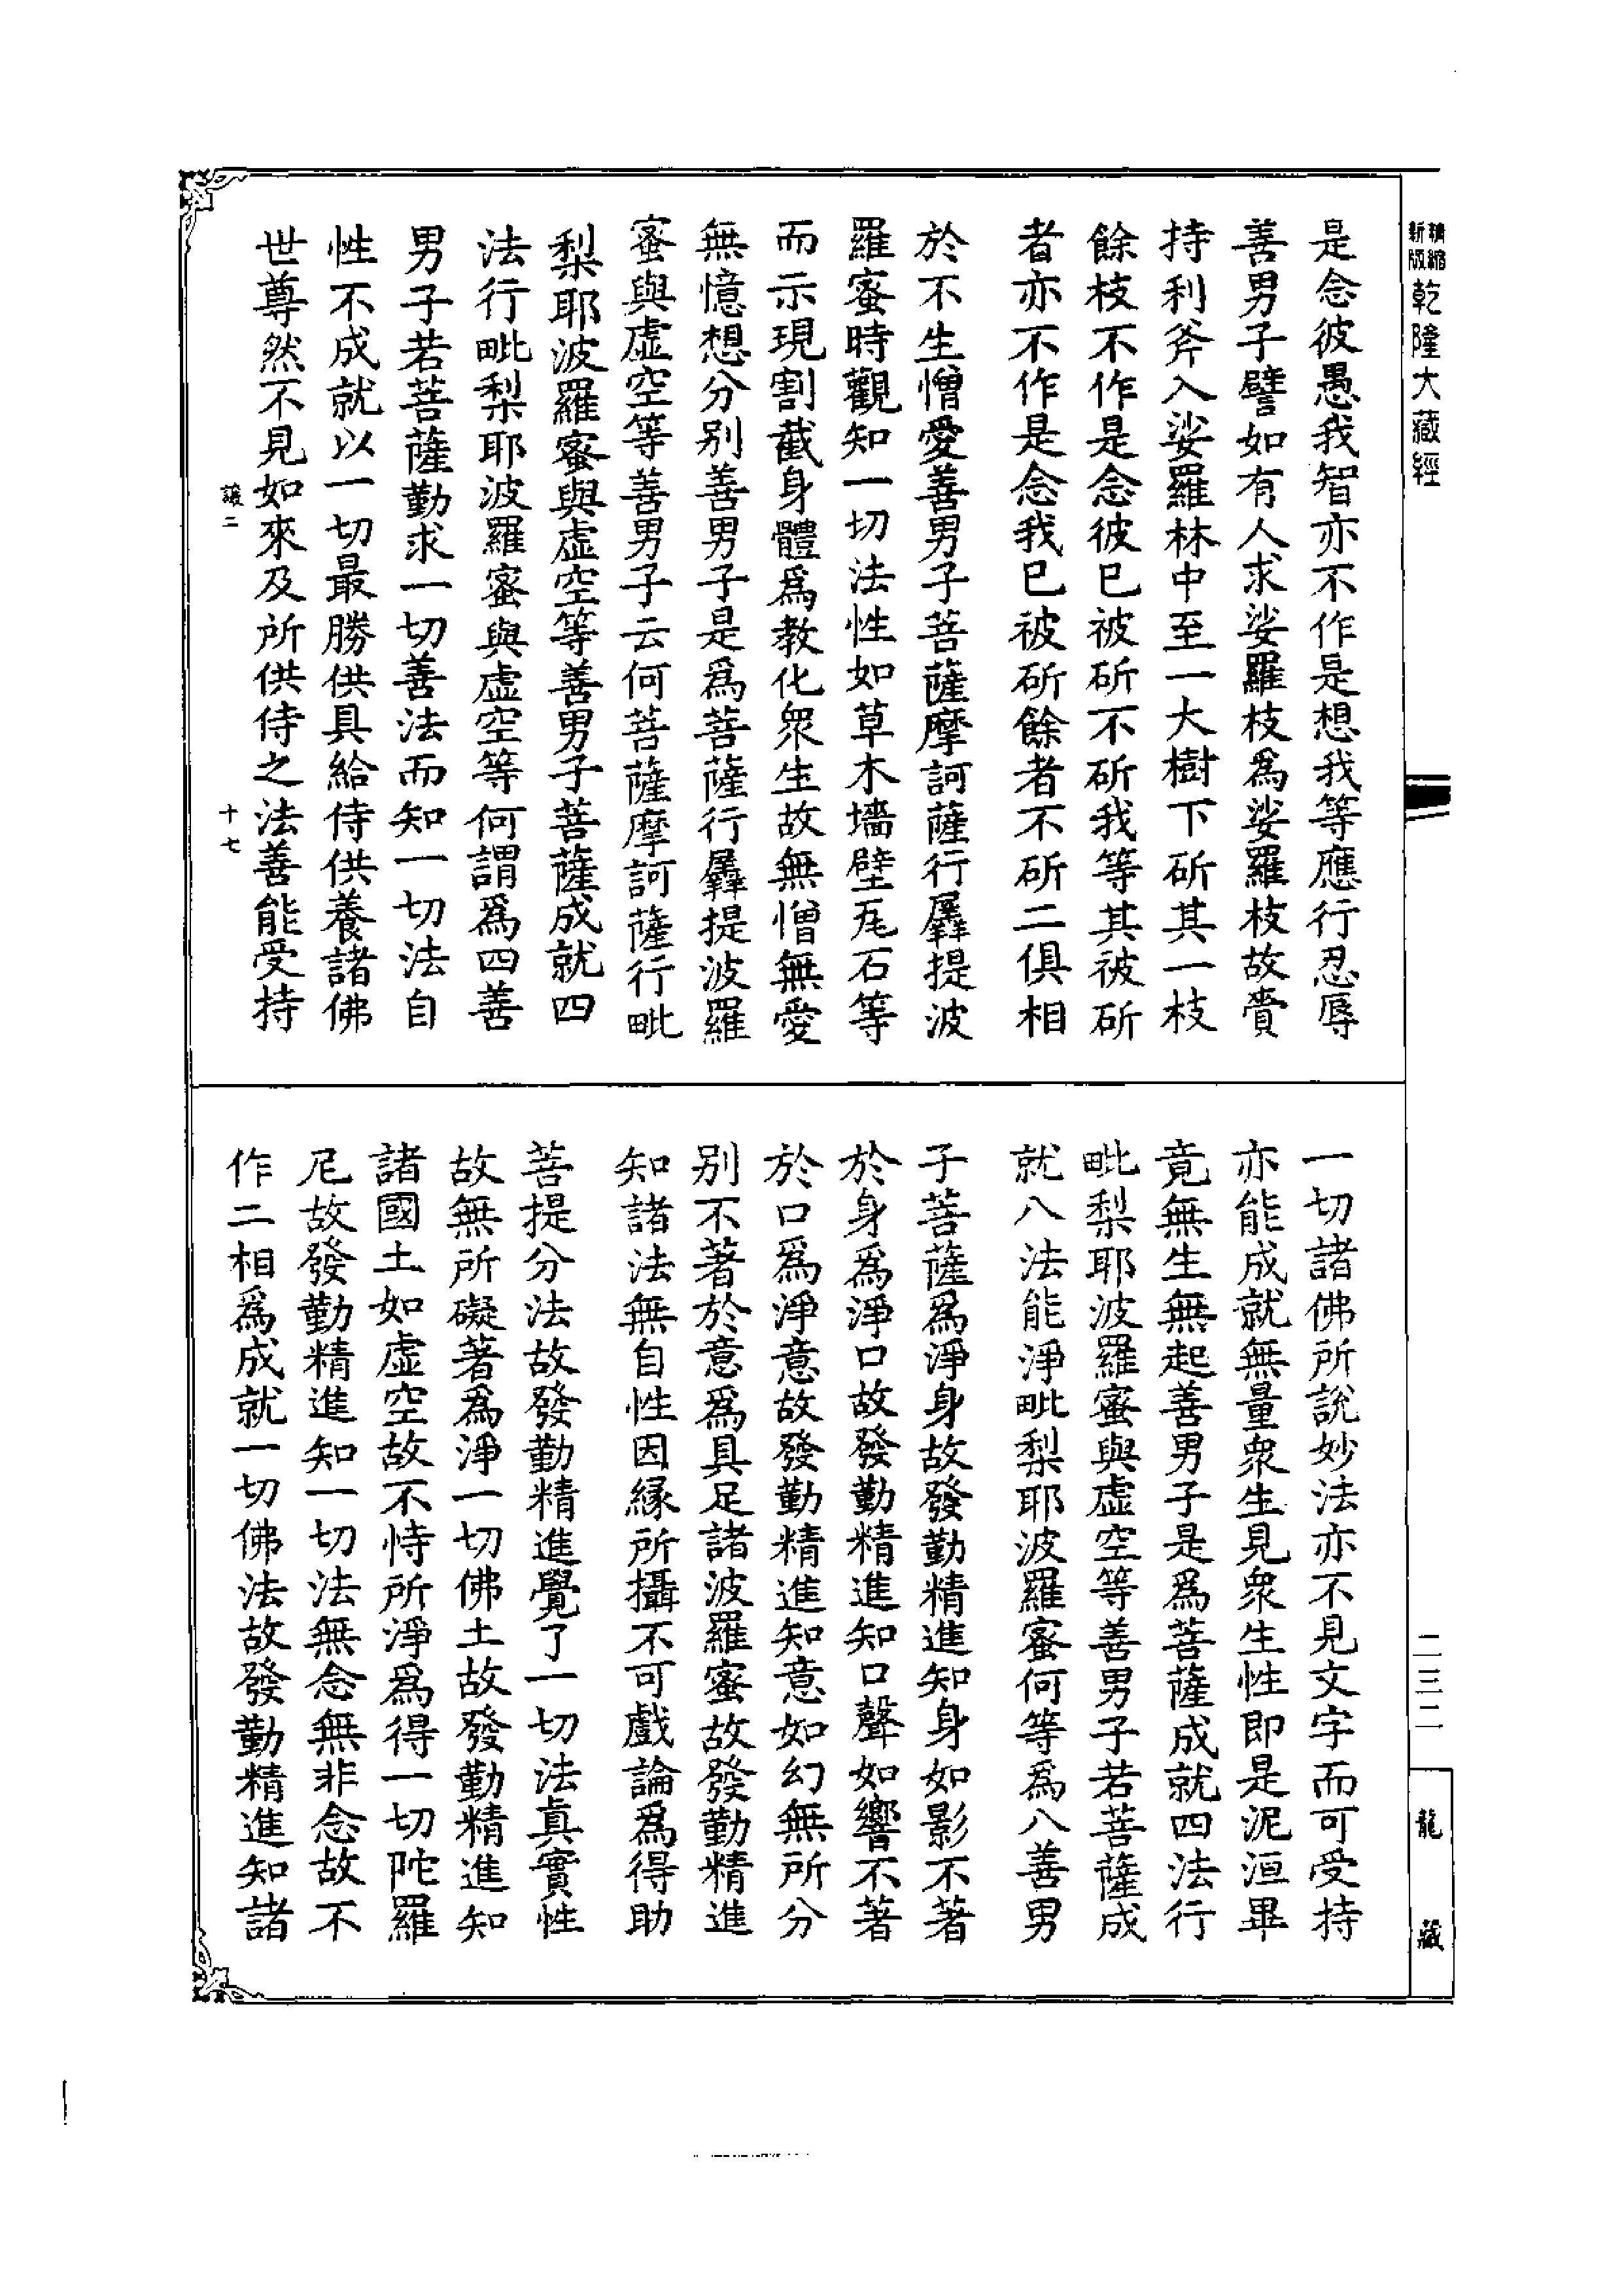 精縮新版乾隆大藏經
是念彼愚我智亦不作是想我等應行忍辱
善男子譬如有人求娑羅枝爲娑羅枝故賷
持利斧入娑羅林中至一大樹下斫其一枝
餘枝不作是念彼已被斫不斫我等其被斫
者亦不作是念我已被斫餘者不斫二俱相
於不生憎愛善男子菩薩摩訶薩行羼提波
羅蜜時觀知一切法性如草木墻壁瓦石等
而示現割截身體爲教化衆生故無憎無愛
無憶想分别善男子是爲菩薩行羼提波羅
蜜與虛空等善男子云何菩薩摩訶薩行毗
梨耶波羅蜜與虛空等善男子菩薩成就四
法行毗梨耶波羅蜜與虛空等何謂爲四善
男子若菩薩勤求一切善法而知一切法自
性不成就以一切最勝供具給侍供養諸佛
世尊然不見如來及所供侍之法善能受持
讓二
十七
一切諸佛所說妙法亦不見文字而可受持
亦能成就無量衆生見衆生性即是泥洹畢
竟無生無起善男子是爲菩薩成就四法行
毗梨耶波羅蜜與虛空等善男子若菩薩成
就八法能淨毗梨耶波羅蜜何等爲八善男
子菩薩爲淨身故發勤精進知身如影不著
於身爲淨口故發勤精進知口聲如響不著
於口爲淨意故發勤精進知意如幻無所分
别不著於意爲具足諸波羅蜜故發勤精進
知諸法無自性因縁所攝不可戲論爲得助
菩提分法故發勤精進覺了一切法真實性
故無所礙著爲淨一切佛土故發勤精進知
諸國土如虛空故不恃所淨爲得一切陀羅
尼故發勤精進知一切法無念無非念故不
作二相爲成就一切佛法故發勤精進知諸
二三二
龍藏